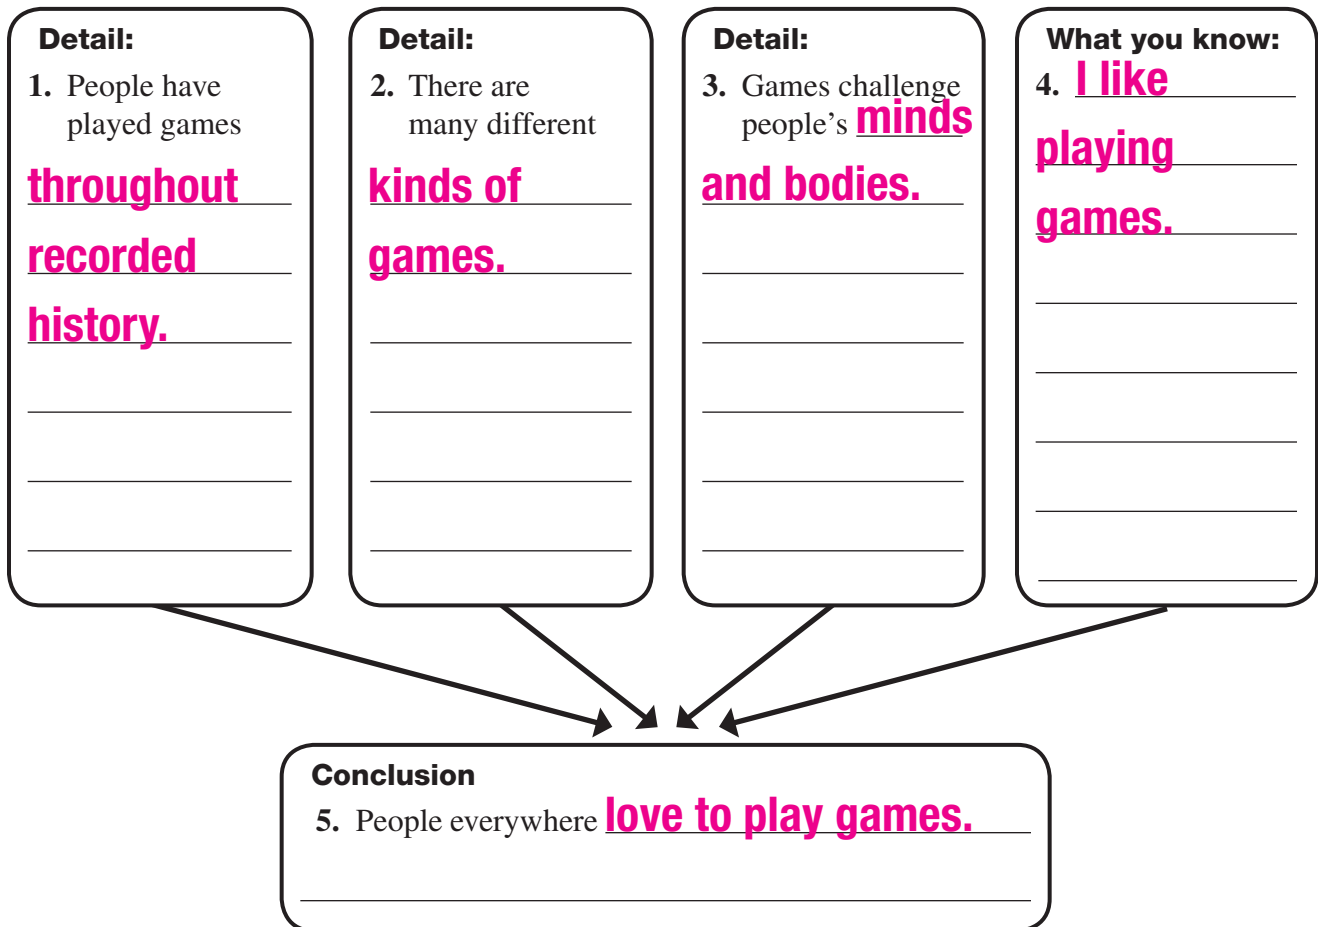 Detail:
1. People have
played games
throughout
recorded
history.
Detail:
2. There are
many different
kinds of
games.
Detail:
3. Games challenge
people's minds
and bodies.
What you know:
4. I like
playing
games.
Conclusion
5. People everywhere love to play games.